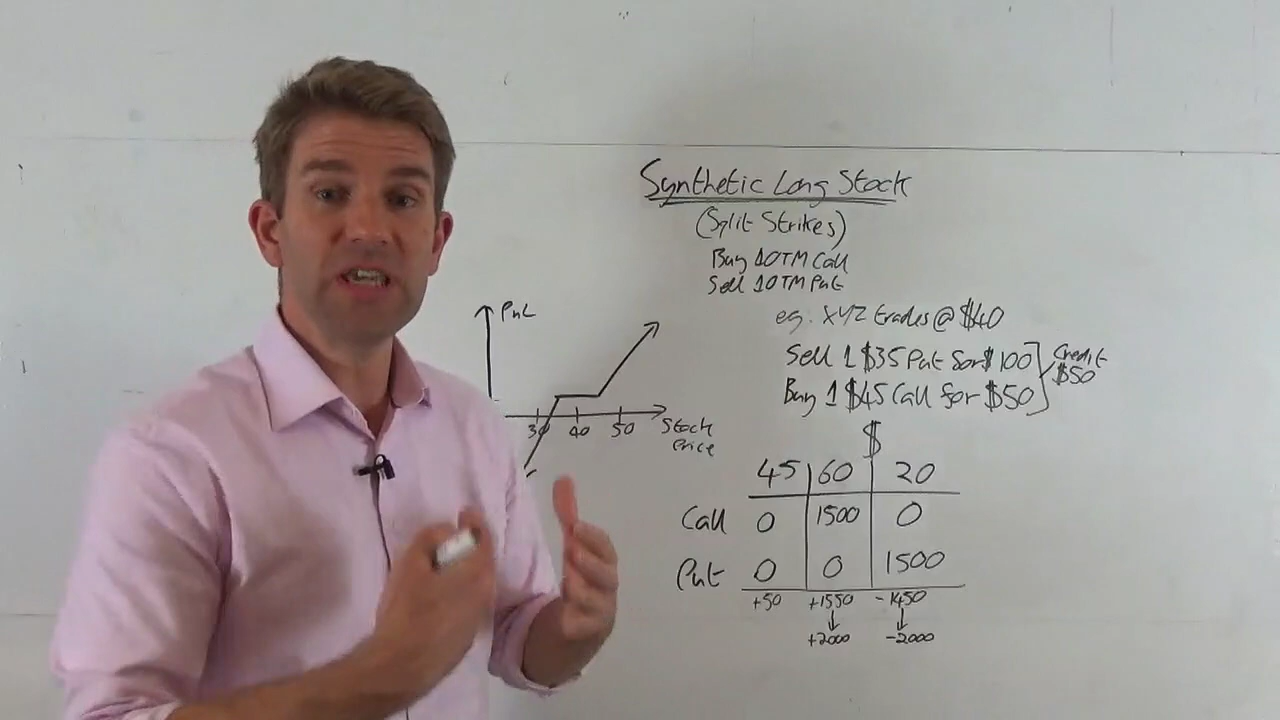 Synthetic Long Stock
(Split Strikes)
Buy 1 OTM Call
Sell 1 OTM Put
eg. XYZ trades @ $40
Sell 1 $35 Put for $100
Buy 1 $45 Call for $50
Credit
$50
PnL
30 40 50
Stock
Price
$
45 60 20
Call 0 1500 0
Put 0 0 1500
+50 +1550 -1450
+2000 -2000